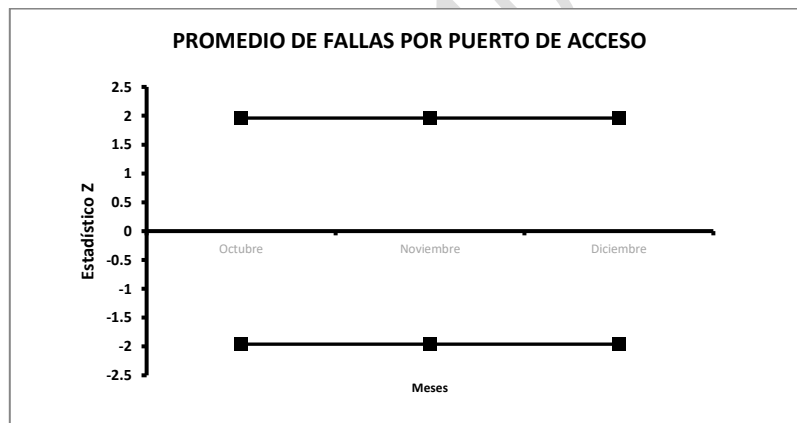 PROMEDIO DE FALLAS POR PUERTO DE ACCESO
2.5
2
1.5
1
0.5
0
-0.5
-1
-1.5
-2
-2.5
Estadístico Z
Octubre Noviembre Diciembre
Meses